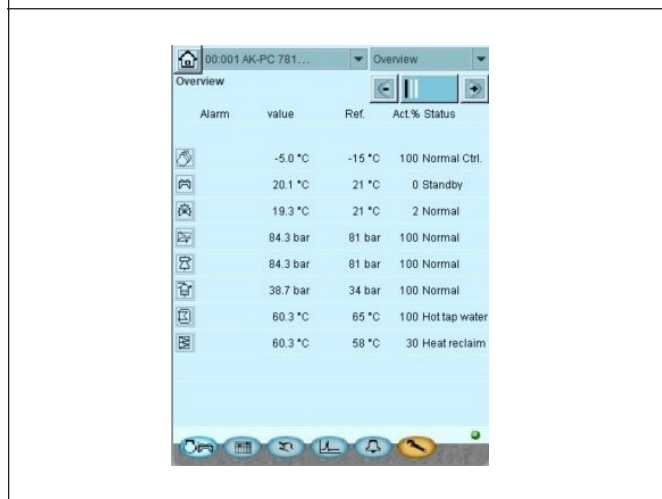 00:001 AK-PC 781... Overview
Overview
Alarm value Ref. Act.% Status
-5.0 °C -15 °C 100 Normal Ctrl.
20.1 °C 21 °C 0 Standby
19.3 °C 21 °C 2 Normal
84.3 bar 81 bar 100 Normal
84.3 bar 81 bar 100 Normal
38.7 bar 34 bar 100 Normal
60.3 °C 65 °C 100 Hot tap water
60.3 °C 58 °C 30 Heat reclaim